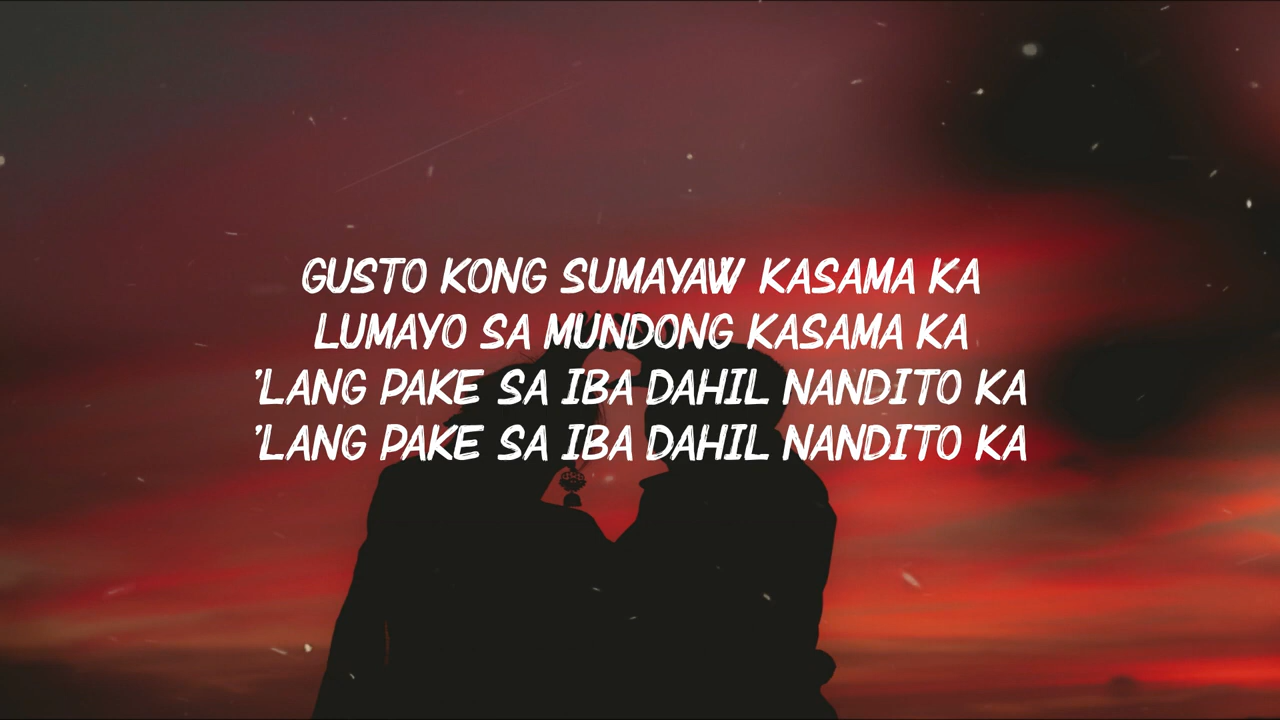 GUSTO KONG SUMAYAW KASAMA KA
LUMAYO SA MUNDONG KASAMA KA
'LANG PAKE SA IBA DAHIL NANDITO KA
'LANG PAKE SA IBA DAHIL NANDITO KA